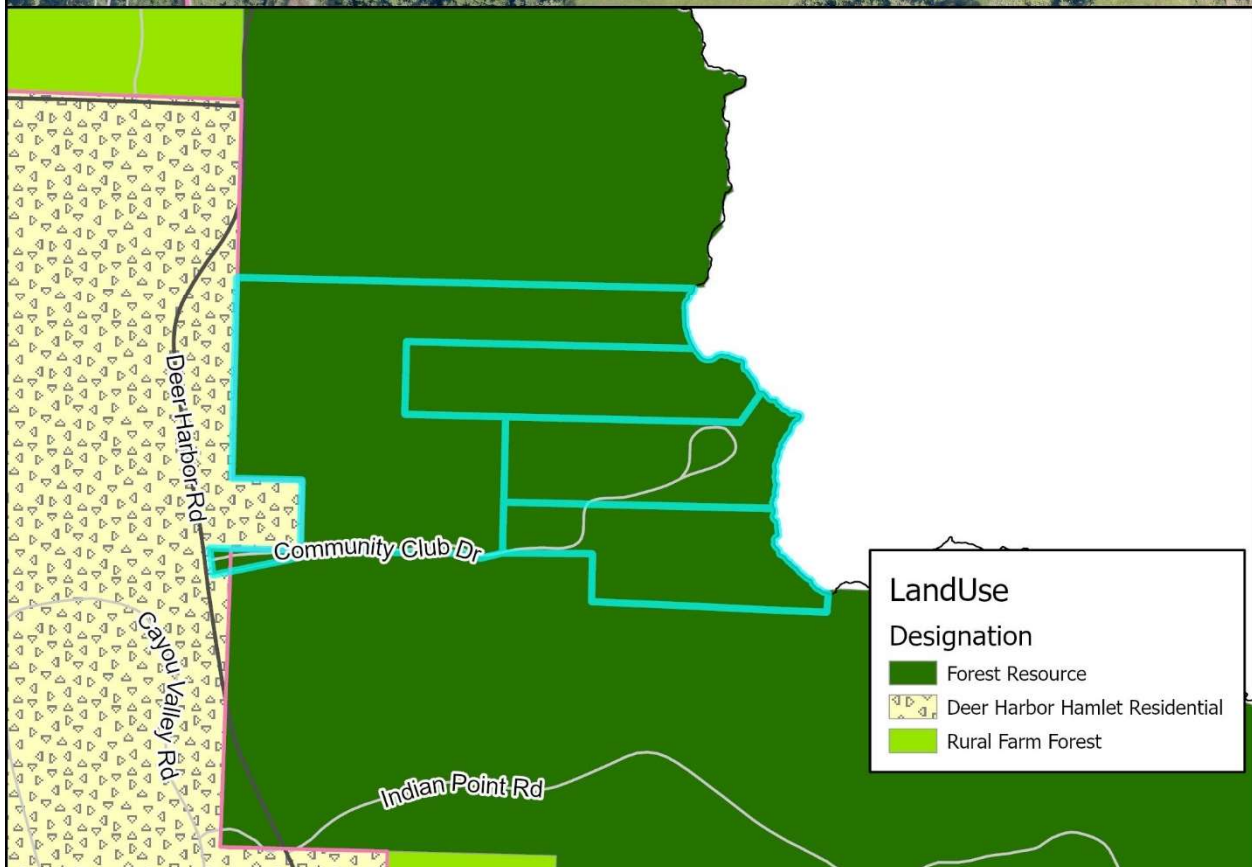 Deer Harbor Rd
Community Club Dr
Cayou Valley Rd
Indian Point Rd
LandUse
Designation
Forest Resource
Deer Harbor Hamlet Residential
Rural Farm Forest